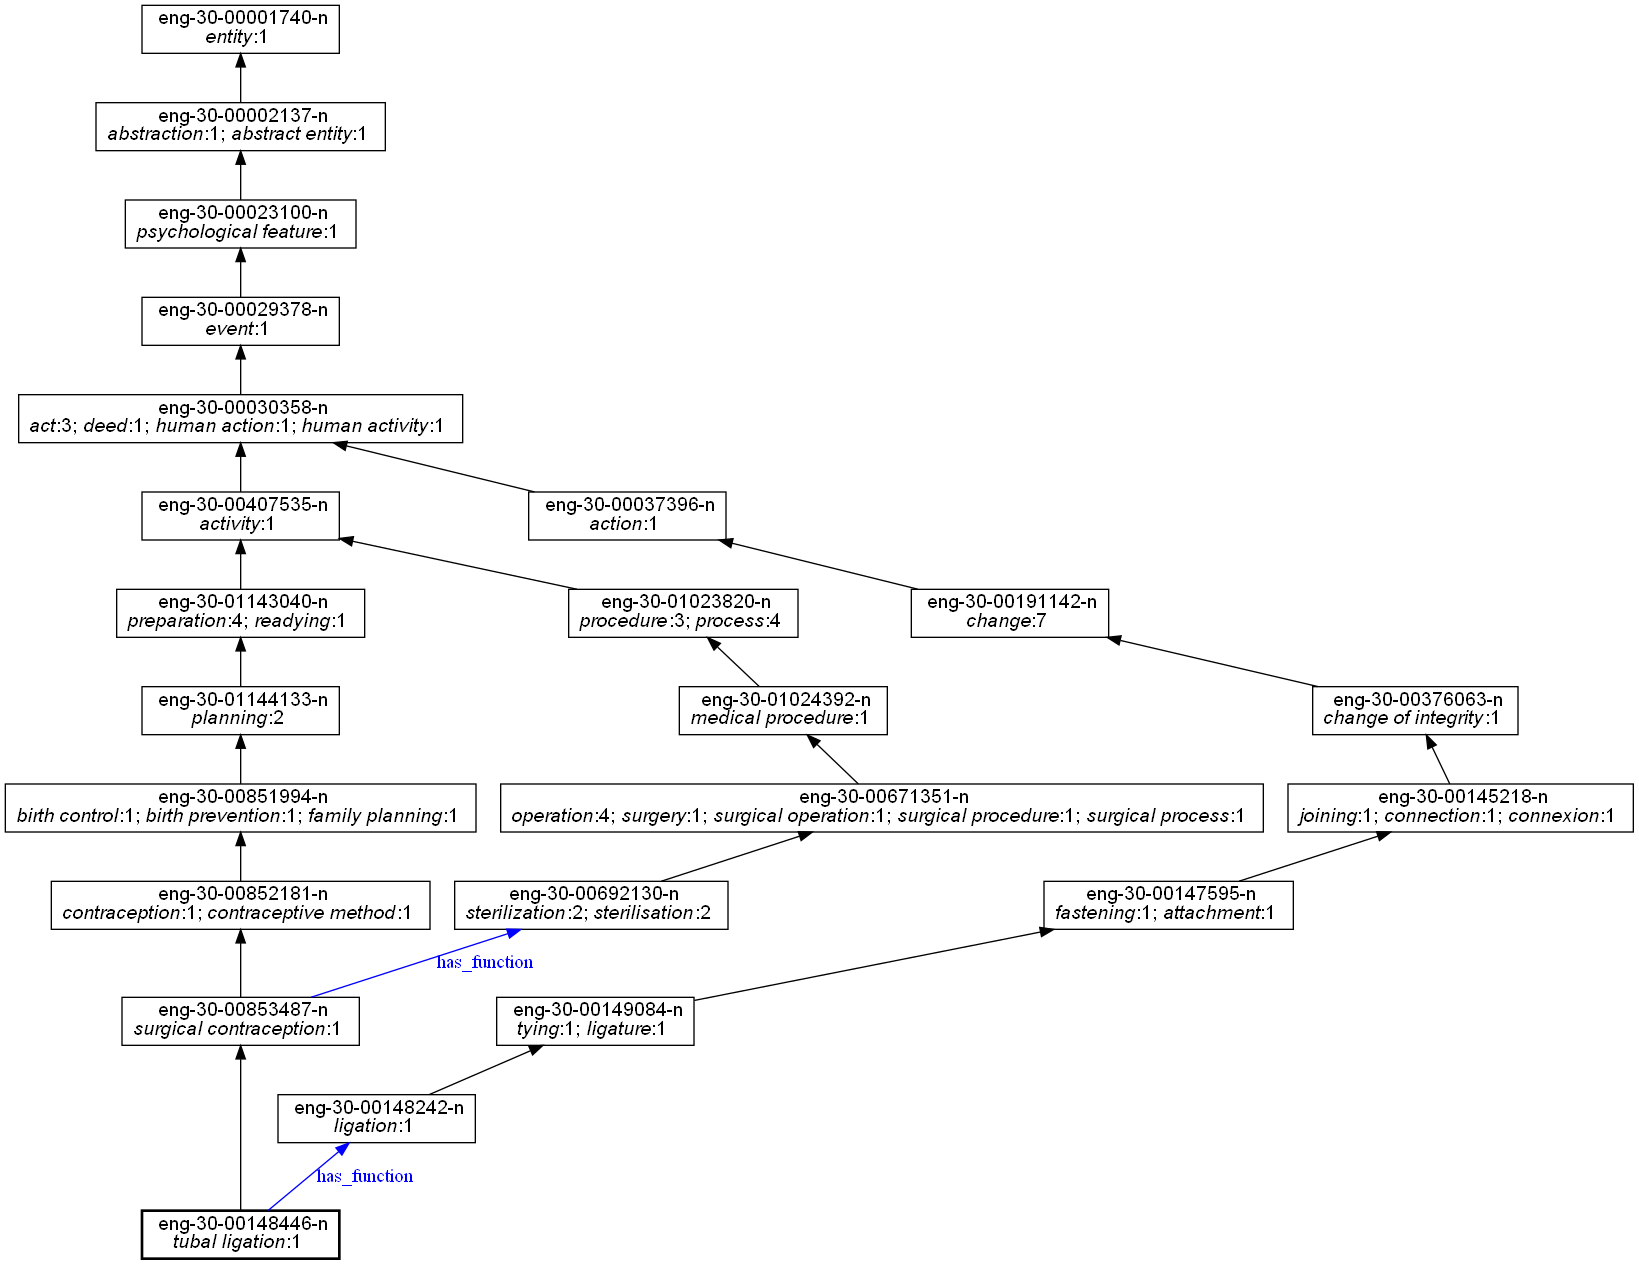 eng-30-00001740-n
entity:1
eng-30-00002137-n
abstraction:1; abstract entity:1
eng-30-00023100-n
psychological feature:1
eng-30-00029378-n
event:1
eng-30-00030358-n
act:3; deed:1; human action:1; human activity:1
eng-30-00407535-n
activity:1
eng-30-00037396-n
action:1
eng-30-01143040-n
preparation:4; readying:1
eng-30-01023820-n
procedure:3; process:4
eng-30-00191142-n
change:7
eng-30-01144133-n
planning:2
eng-30-01024392-n
medical procedure:1
eng-30-00376063-n
change of integrity:1
eng-30-00851994-n
birth control:1; birth prevention:1; family planning:1
eng-30-00671351-n
operation:4; surgery:1; surgical operation:1; surgical procedure:1; surgical process:1
eng-30-00145218-n
joining:1; connection:1; connexion:1
eng-30-00852181-n
contraception:1; contraceptive method:1
eng-30-00692130-n
sterilization:2; sterilisation:2
eng-30-00147595-n
fastening:1; attachment:1
has_function
eng-30-00853487-n
surgical contraception:1
eng-30-00149084-n
tying:1; ligature:1
eng-30-00148242-n
ligation:1
has_function
eng-30-00148446-n
tubal ligation:1